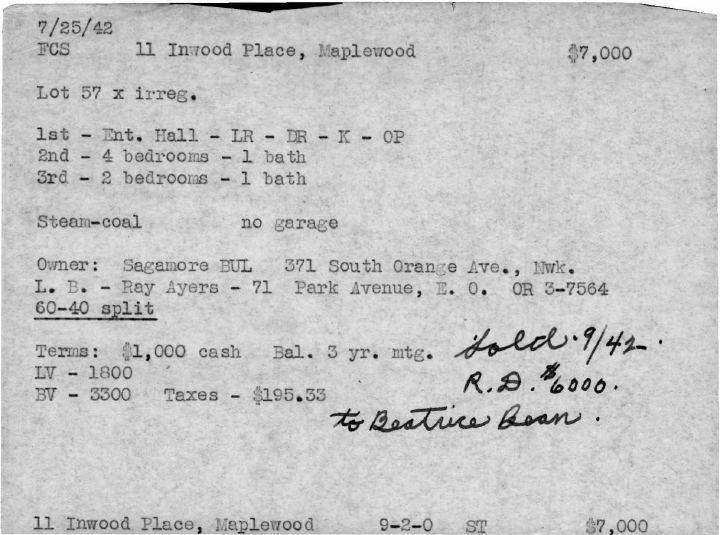 7/25/42
FCS 11 Inwood Place, Maplewood $7,000
Lot 57 x irreg.
1st - Ent. Hall - LR - DR - K - OP
2nd - 4 bedrooms - 1 bath
3rd - 2 bedrooms - 1 bath
Steam-coal no garage
Owner: Sagamore BUL 371 South Orange Ave., Nwk.
L. B. - Ray Ayers - 71 Park Avenue, E. O. OR 3-7564
60-40 split
Terms: $1,000 cash Bal. 3 yr. mtg. Sold. 9/42.
LV - 1800 R.D. $6000.
BV - 3300 Taxes - $195.33
to Beatrice Bean.
11 Inwood Place, Maplewood 9-2-0 ST $7,000